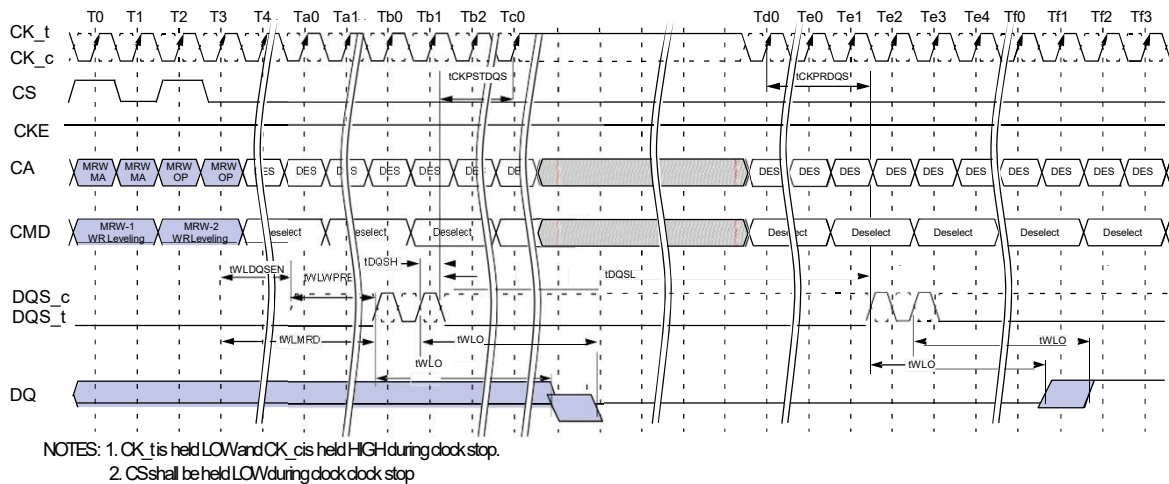 T0 T1 T2 T3 T4 Ta0 Ta1 Tb0 Tb1 Tb2 Tc0 Td0 Te0 Te1 Te2 Te3 Te4 Tf0 Tf1 Tf2 Tf3
CK_t
CK_c
tCKPSTDQS
tCKPRDQS
CS
CKE
CA
MRW MA
MRW MA
MRW OP
MRW OP
DES DES DES DES DES DES DES DES DES DES DES DES DES DES DES DES
CMD
MRW-1 WR Leveling
MRW-2 WRLeveling
Deselect Deselect Deselect Deselect Deselect Deselect Deselect Deselect
tDQSH
tWLDQSEN
tWLWPRE
tDQSL
DQS_c
DQS_t
tWLMRD
tWLO
tWLO
tWLO
tWLO
DQ
NOTES: 1. CK_t is held LOW and CK_c is held HIGH during clock stop.
2. CS shall be held LOW during clock clock stop